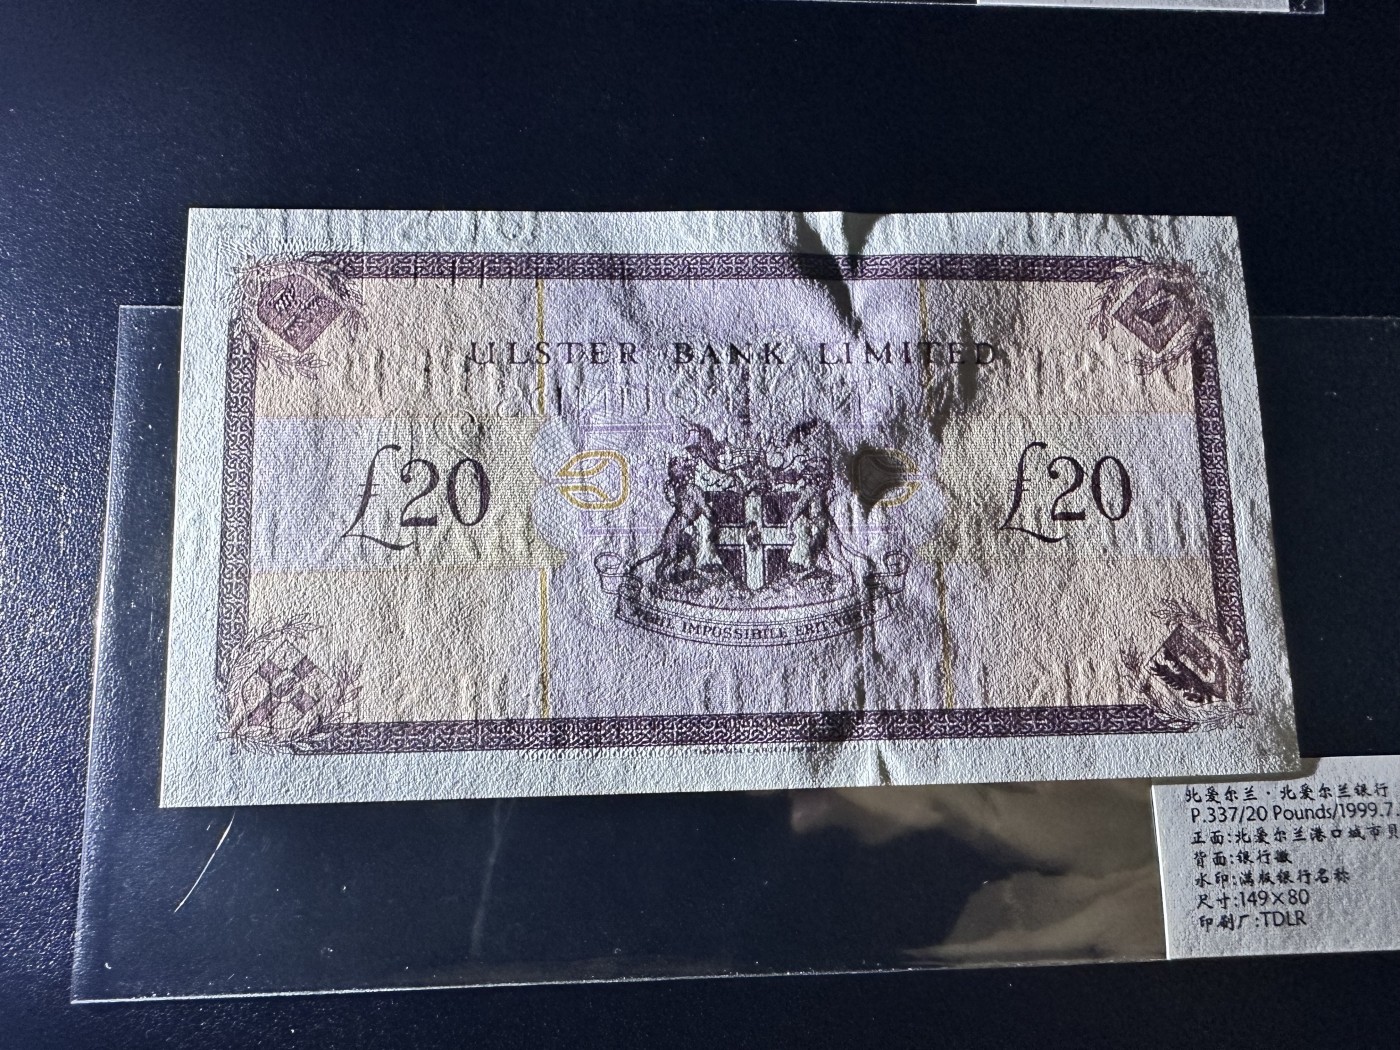 ULSTER BANK LIMITED
£20
£20
IMPOSSIBILE ERIT VOBIS
北爱尔兰·北爱尔兰银行
P.337/20 Pounds/1999.7.
正面:北爱尔兰港口城市贝
背面:银行徽
水印:满版银行名称
尺寸:149×80
印刷厂:TDLR